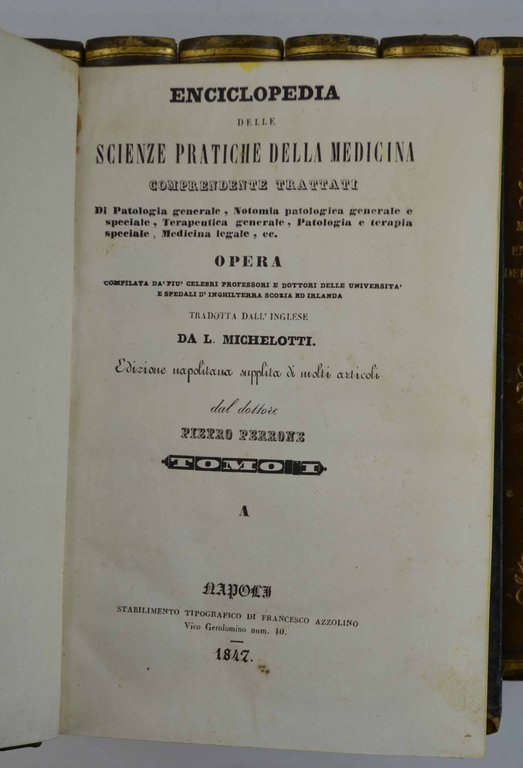 ENCICLOPEDIA
DELLE
SCIENZE PRATICHE DELLA MEDICINA
COMPRENDENTE TRATTATI
Di Patologia generale, Notomia patologica generale e
speciale, Terapeutica generale, Patologia e terapia
speciale, Medicina legale, ec.
OPERA
COMPILATA DA' PIU' CELEBRI PROFESSORI E DOTTORI DELLE UNIVERSITA'
E SPEDALI D' INGHILTERRA SCOZIA ED IRLANDA
TRADOTTA DALL' INGLESE
DA L. MICHELOTTI.
Edizione napolitana supplita di molti articoli
dal dottore
PIETRO PERRONE
TOMO I
A
NAPOLI
STABILIMENTO TIPOGRAFICO DI FRANCESCO AZZOLINO
Vico Gerolomino num. 10.
1847.